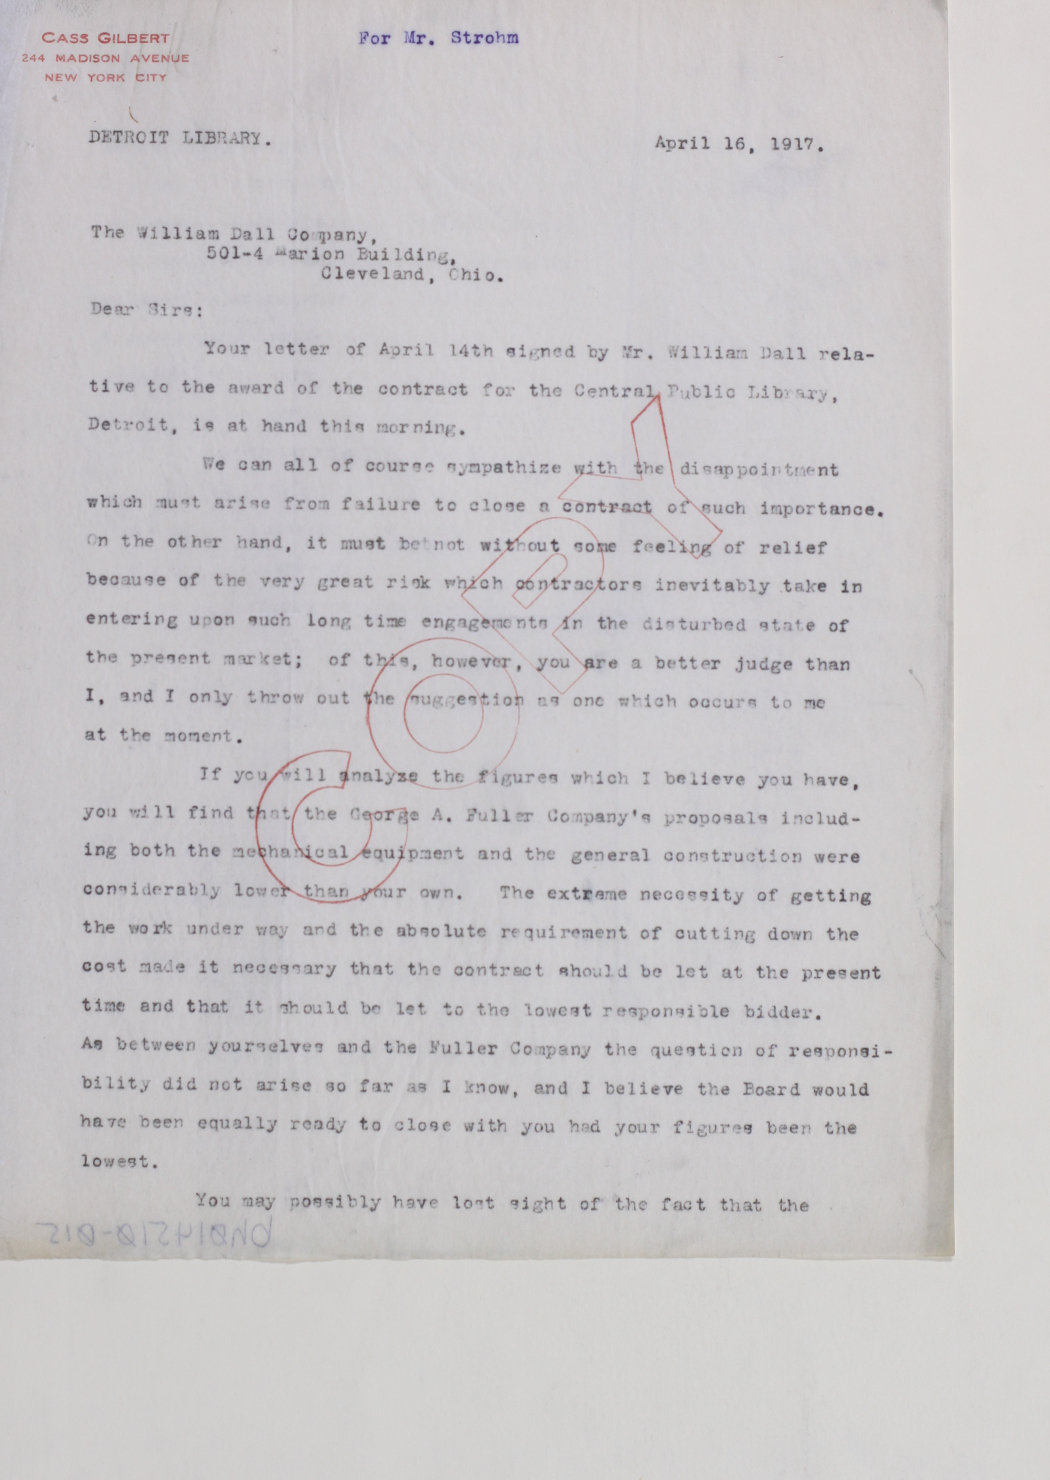 CASS GILBERT
244 MADISON AVENUE
NEW YORK CITY
For Mr. Strohm
DETROIT LIBRARY.
April 16, 1917.
The William Dall Company,
501-4 Marion Building,
Cleveland, Ohio.
Dear Sirs:
Your letter of April 14th signed by Mr. William Dall rela-
tive to the award of the contract for the Central Public Library,
Detroit, is at hand this morning.
We can all of course sympathize with the disappointment
which must arise from failure to close a contract of such importance.
On the other hand, it must be not without some feeling of relief
because of the very great risk which contractors inevitably take in
entering upon such long time engagements in the disturbed state of
the present market; of this, however, you are a better judge than
I, and I only throw out the suggestion as one which occurs to me
at the moment.
If you will analyze the figures which I believe you have,
you will find that the George A. Fuller Company's proposals includ-
ing both the mechanical equipment and the general construction were
considerably lower than your own. The extreme necessity of getting
the work under way and the absolute requirement of cutting down the
cost made it necessary that the contract should be let at the present
time and that it should be let to the lowest responsible bidder.
As between yourselves and the Fuller Company the question of responsi-
bility did not arise so far as I know, and I believe the Board would
have been equally ready to close with you had your figures been the
lowest.
You may possibly have lost sight of the fact that the
COPY